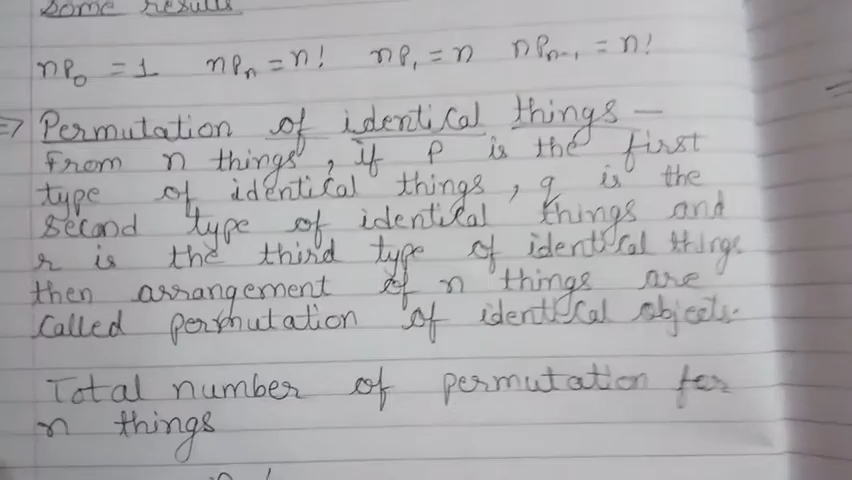 Some results
nP₀ = 1 nPₙ = n! nP₁ = n nPₙ₋₁ = n!
⇒ Permutation of identical things —
From n things, if P is the first
type of identical things, q is the
second type of identical things and
r is the third type of identical things
then arrangement of n things are
called permutation of identical objects.
Total number of permutation for
n things